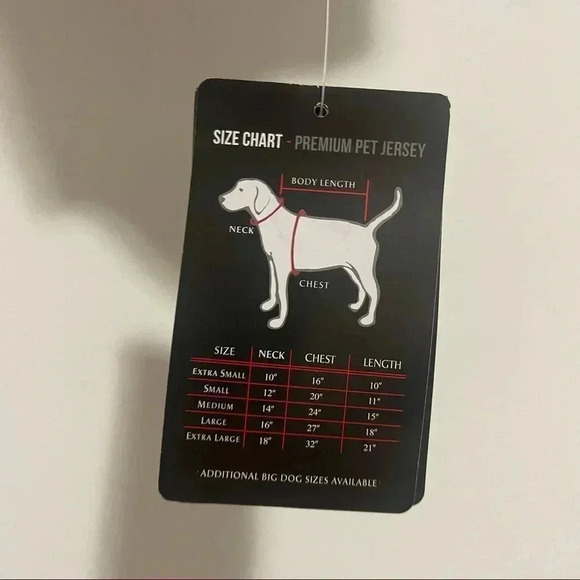 SIZE CHART - PREMIUM PET JERSEY
BODY LENGTH
NECK
CHEST
SIZE NECK CHEST LENGTH
EXTRA SMALL 10" 16" 10"
SMALL 12" 20" 11"
MEDIUM 14" 24" 15"
LARGE 16" 27" 18"
EXTRA LARGE 18" 32" 21"
ADDITIONAL BIG DOG SIZES AVAILABLE